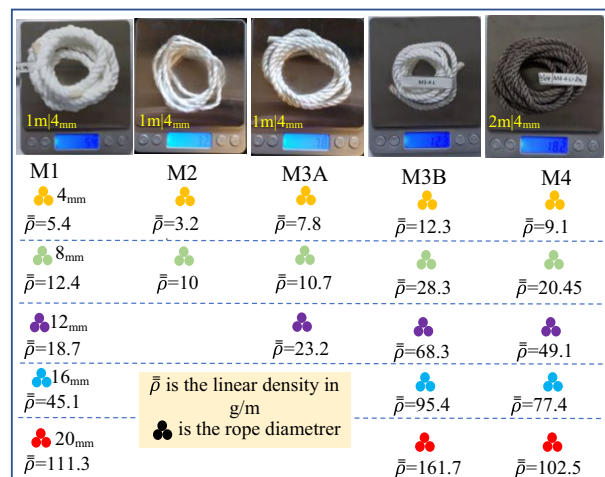 1m|4mm 1m|4mm 1m|4mm 2m|4mm
M1 M2 M3A M3B M4
4mm
ρ̿=5.4 ρ̿=3.2 ρ̿=7.8 ρ̿=12.3 ρ̿=9.1
8mm
ρ̿=12.4 ρ̿=10 ρ̿=10.7 ρ̿=28.3 ρ̿=20.45
12mm
ρ̿=18.7 ρ̿=23.2 ρ̿=68.3 ρ̿=49.1
16mm
ρ̿=45.1 ρ̿=95.4 ρ̿=77.4
ρ̿ is the linear density in
g/m
is the rope diametrer
20mm
ρ̿=111.3 ρ̿=161.7 ρ̿=102.5